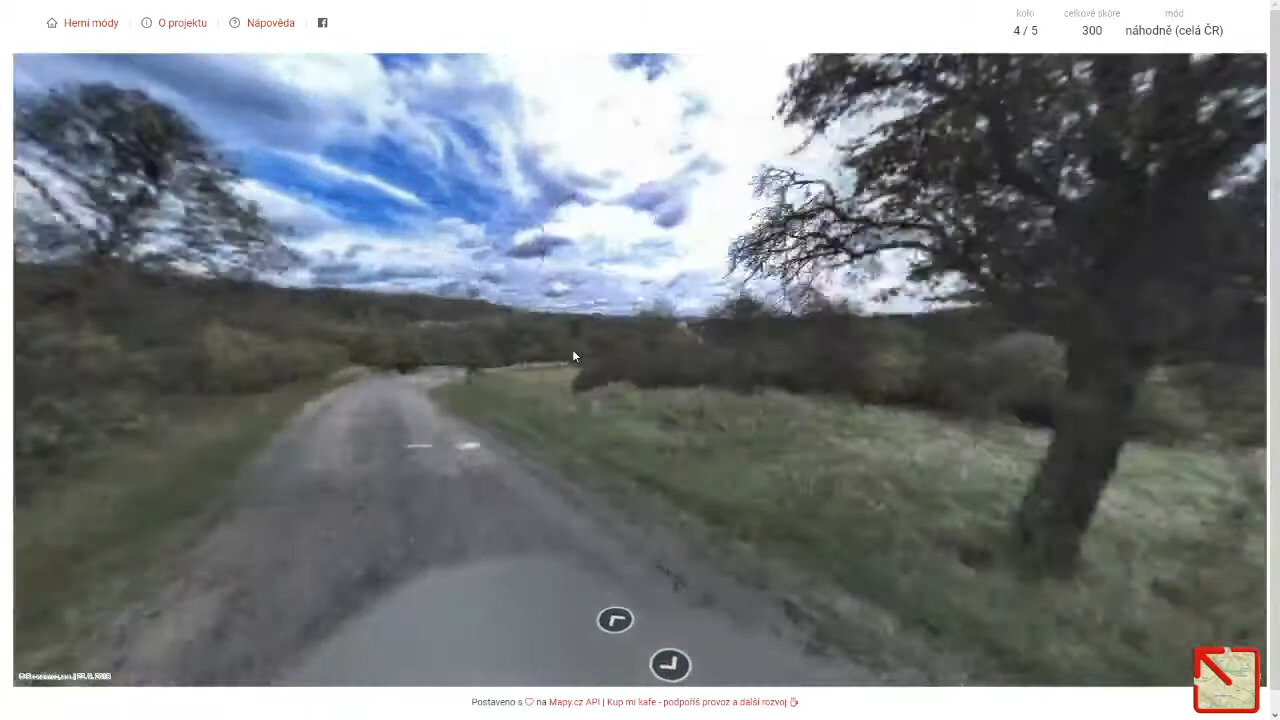 Herní módy
O projektu
Nápověda
kolo
4 / 5
celkové skóre
300
mód
náhodně (celá ČR)
Postaveno s na Mapy.cz API | Kup mi kafe - podpoříš provoz a další rozvoj